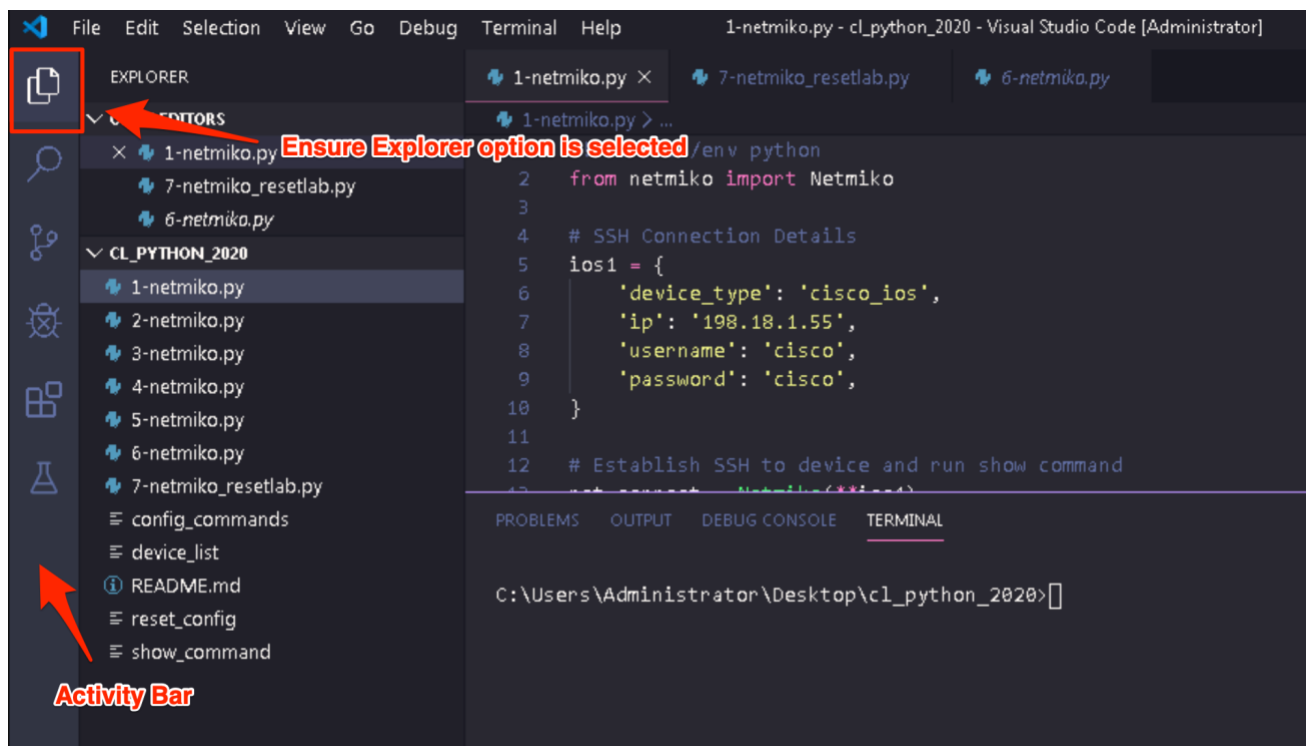 File Edit Selection View Go Debug Terminal Help 1-netmiko.py - cl_python_2020 - Visual Studio Code [Administrator]
EXPLORER
EDITORS
1-netmiko.py
7-netmiko_resetlab.py
6-netmiko.py
CL_PYTHON_2020
1-netmiko.py
2-netmiko.py
3-netmiko.py
4-netmiko.py
5-netmiko.py
6-netmiko.py
7-netmiko_resetlab.py
config_commands
device_list
README.md
reset_config
show_command
Ensure Explorer option is selected
Activity Bar
1-netmiko.py 7-netmiko_resetlab.py 6-netmiko.py
1-netmiko.py > ...
/env python
2 from netmiko import Netmiko
3
4 # SSH Connection Details
5 ios1 = {
6 'device_type': 'cisco_ios',
7 'ip': '198.18.1.55',
8 'username': 'cisco',
9 'password': 'cisco',
10 }
11
12 # Establish SSH to device and run show command
PROBLEMS OUTPUT DEBUG CONSOLE TERMINAL
C:\Users\Administrator\Desktop\cl_python_2020>